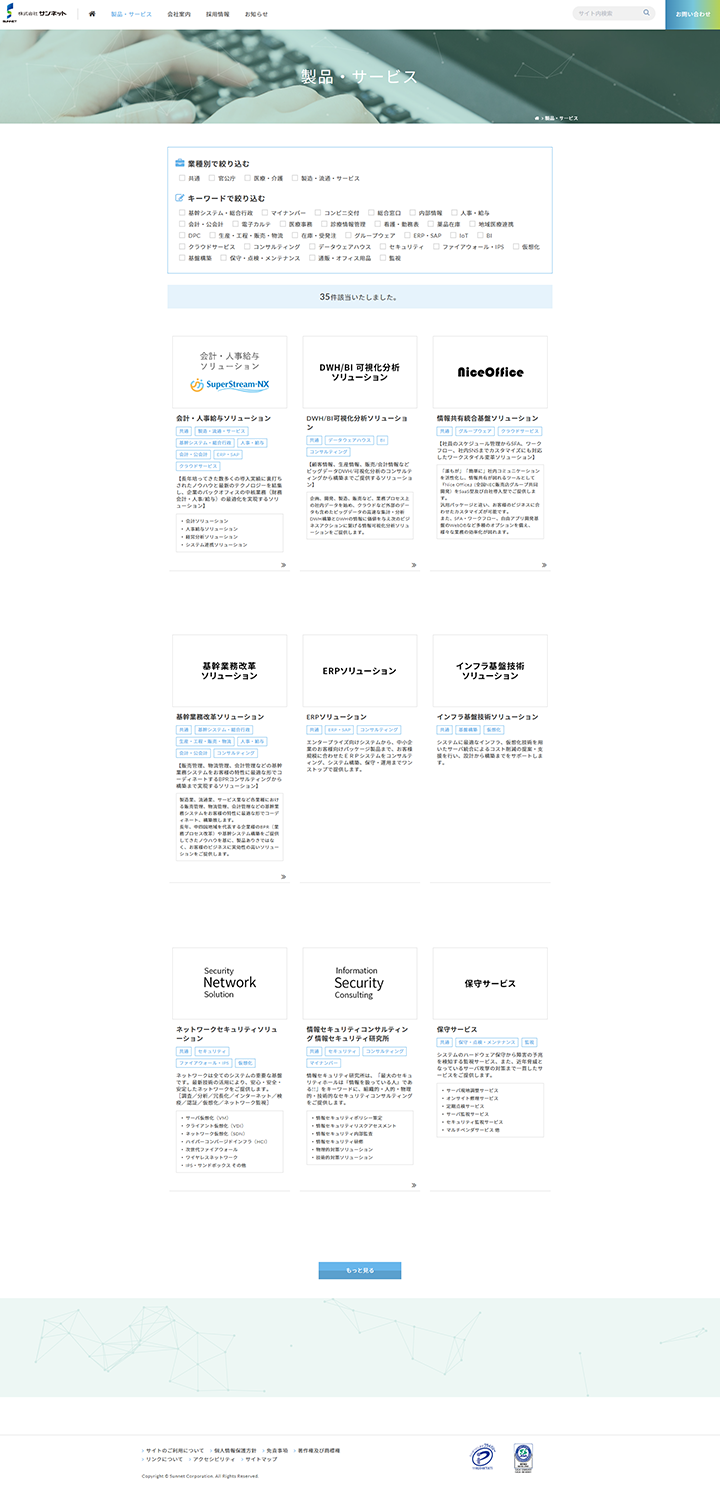 株式会社 サンネット
SUNNET
製品・サービス
会社案内
採用情報
お知らせ
サイト内検索
お問い合わせ
製品・サービス
> 製品・サービス
業種別で絞り込む
共通 官公庁 医療・介護 製造・流通・サービス
キーワードで絞り込む
基幹システム・総合行政 マイナンバー コンビニ交付 総合窓口 内部情報 人事・給与
会計・公会計 電子カルテ 医療事務 診療情報管理 看護・勤務表 薬品在庫 地域医療連携
DPC 生産・工程・販売・物流 在庫・受発注 グループウェア ERP・SAP IoT BI
クラウドサービス コンサルティング データウェアハウス セキュリティ ファイアウォール・IPS 仮想化
基盤構築 保守・点検・メンテナンス 通販・オフィス用品 監視
35件該当いたしました。
会計・人事給与
ソリューション
SuperStream-NX
会計・人事給与ソリューション
共通 製造・流通・サービス
基幹システム・総合行政 人事・給与
会計・公会計 ERP・SAP
クラウドサービス
【長年培ってきた数多くの導入実績に裏打ち
されたノウハウと最新のテクノロジーを結集
し、企業のバックオフィスの中核業務（財務
会計・人事/給与）の最適化を実現するソリュ
ーション】
• 会計ソリューション
• 人事給与ソリューション
• 経営分析ソリューション
• システム連携ソリューション
DWH/BI 可視化分析
ソリューション
DWH/BI可視化分析ソリューショ
ン
共通 データウェアハウス BI
コンサルティング
【顧客情報、生産情報、販売/会計情報など
ビッグデータDWH/可視化分析のコンサルティ
ングから構築までご提供するソリューショ
ン】
企画、開発、製造、販売など、業務プロセス上
の社内データを始め、クラウドなど外部のデー
タも含めたビッグデータの高速な集計・分析
DWH構築とDWHの情報に価値を与え次のビジ
ネスアクションに繋げる情報可視化分析ソリュ
ーションをご提供します。
NiceOffice
情報共有統合基盤ソリューション
共通 グループウェア クラウドサービス
【社員のスケジュール管理からSFA、ワーク
フロー、社内SNSまでカスタマイズにも対応
したワークスタイル変革ソリューション】
「誰もが」「簡単に」社内コミュニケーション
を活性化し、情報共有が図れるツールとして
『Nice Office』（全国NEC販売店グループ共同
開発）をSaaS型及び自社導入型でご提供しま
す。
汎用パッケージと違い、お客様のビジネスに合
わせたカスタマイズが可能です。
また、SFA・ワークフロー、自由アプリ開発基
盤のWebDBなど多種のオプションを備え、
様々な業務の効率化が図れます。
基幹業務改革
ソリューション
基幹業務改革ソリューション
共通 基幹システム・総合行政
生産・工程・販売・物流 人事・給与
会計・公会計 コンサルティング
【販売管理、物流管理、会計管理などの基幹
業務システムをお客様の特性に最適な形でコー
ディネートするBPRコンサルティングから
構築まで実現するソリューション】
製造業、流通業、サービス業など各業種におけ
る販売管理、物流管理、会計管理などの基幹業
務システムをお客様の特性に最適な形でコーデ
ィネート、構築致します。
長年、中四国地域を代表する企業様のBPR（業
務プロセス改革）や基幹システム構築をご提供
してきたノウハウを基に、製品ありきではな
く、お客様のビジネスに実効性の高いソリュー
ションをご提供します。
ERPソリューション
ERPソリューション
共通 ERP・SAP コンサルティング
エンタープライズ向けシステムから、中小企
業のお客様向けパッケージ製品まで、お客様
規模に合わせたＥＲＰシステムをコンサルテ
ィング、システム構築、保守・運用までワン
ストップで提供します。
インフラ基盤技術
ソリューション
インフラ基盤技術ソリューション
共通 基盤構築 仮想化
システムに最適なインフラ、仮想化技術を用
いたサーバ統合によるコスト削減の提案・支
援を行い、設計から構築までをサポートしま
す。
Security
Network
Solution
ネットワークセキュリティソリュ
ーション
共通 セキュリティ
ファイアウォール・IPS 仮想化
ネットワークは全てのシステムの重要な基盤
です。最新技術の活用により、安心・安全・
安定したネットワークをご提供します。
［調査／分析／冗長化／インターネット／検
疫／認証／仮想化／ネットワーク監視］
• サーバ仮想化（VM）
• クライアント仮想化（VDI）
• ネットワーク仮想化（SDN）
• ハイパーコンバージドインフラ（HCI）
• 次世代ファイアウォール
• ワイヤレスネットワーク
• IPS・サンドボックス その他
Information
Security
Consulting
情報セキュリティコンサルティン
グ 情報セキュリティ研究所
共通 セキュリティ コンサルティング
マイナンバー
情報セキュリティ研究所は、「最大のセキュ
リティホールは『情報を扱っている人』であ
る!!」をキーワードに、組織的・人的・物理
的・技術的なセキュリティコンサルティング
をご提供します。
• 情報セキュリティポリシー策定
• 情報セキュリティリスクアセスメント
• 情報セキュリティ内部監査
• 情報セキュリティ研修
• 物理的対策ソリューション
• 技術的対策ソリューション
保守サービス
保守サービス
共通 保守・点検・メンテナンス 監視
システムのハードウェア保守から障害の予兆
を検知する監視サービス、また、近年脅威と
なっているサーバ攻撃の対策まで一貫したサ
ービスをご提供します。
• サーバ現地調整サービス
• オンサイト修理サービス
• 定期点検サービス
• サーバ監視サービス
• セキュリティ監視サービス
• マルチベンダサービス 他
もっと見る
› サイトのご利用について › 個人情報保護方針 › 免責事項 › 著作権及び商標権
› リンクについて › アクセシビリティ › サイトマップ
Copyright © Sunnet Corporation. All Rights Reserved.